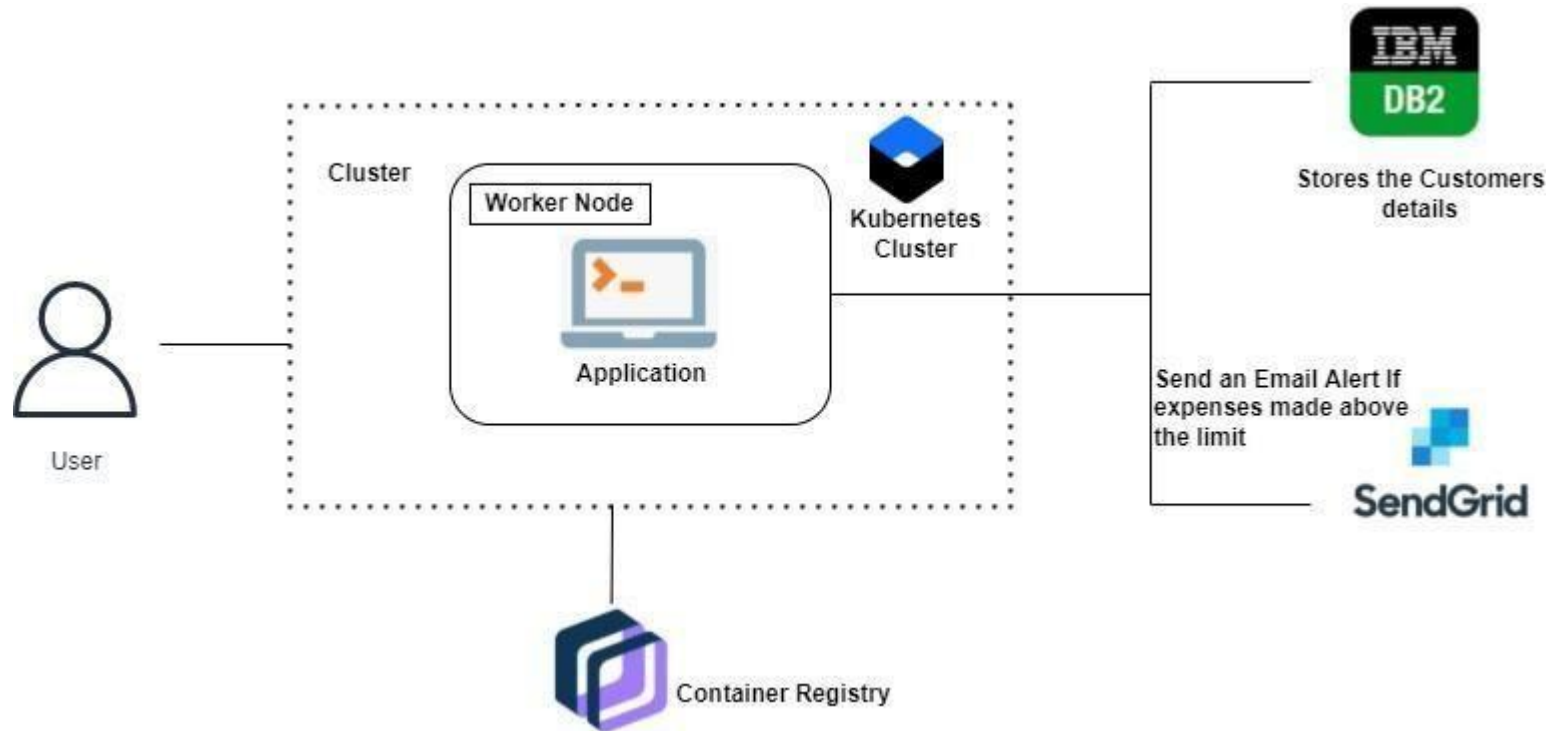 IBM
DB2
Stores the Customers
details
Cluster
Worker Node
Kubernetes
Cluster
Application
User
Send an Email Alert If
expenses made above
the limit
SendGrid
Container Registry